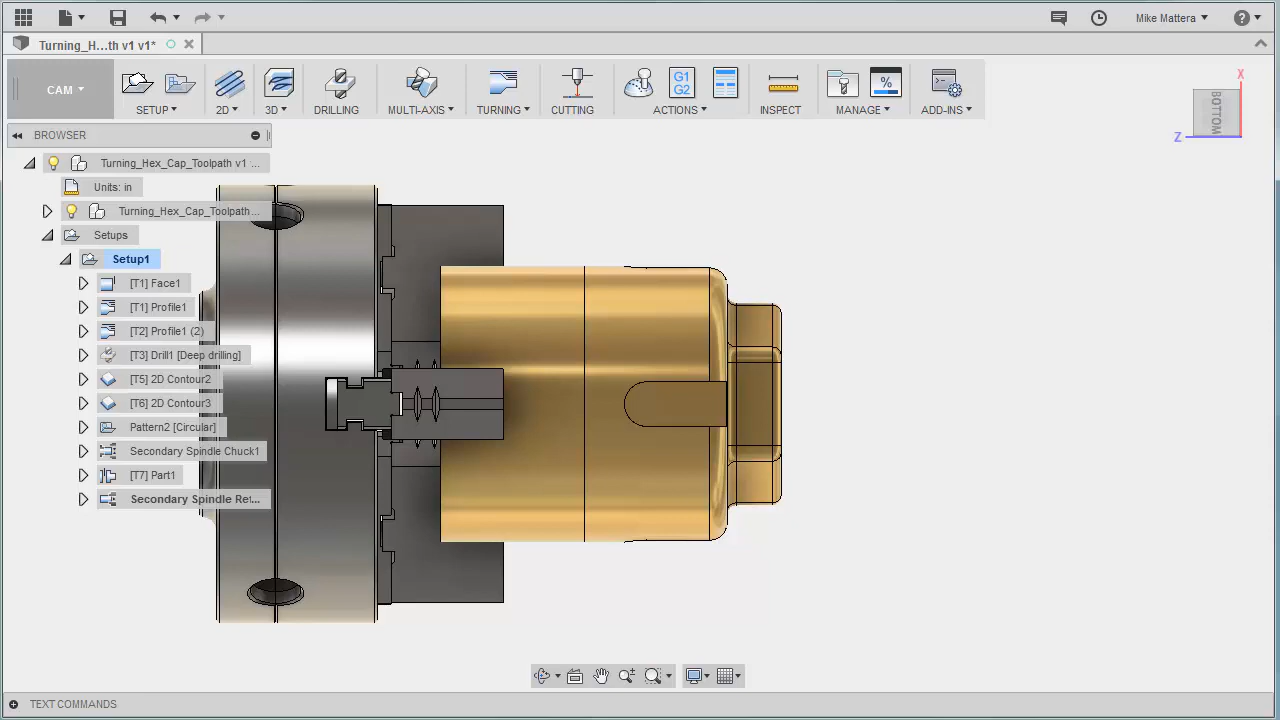 Mike Mattera
?
Turning_H...th v1 v1*
CAM
G1
G2
%
SETUP
2D
3D
DRILLING
MULTI-AXIS
TURNING
CUTTING
ACTIONS
INSPECT
MANAGE
ADD-INS
X
BOTTOM
Z
BROWSER
Turning_Hex_Cap_Toolpath v1 ...
Units: in
Turning_Hex_Cap_Toolpath...
Setups
Setup1
[T1] Face1
[T1] Profile1
[T2] Profile1 (2)
[T3] Drill1 [Deep drilling]
[T5] 2D Contour2
[T6] 2D Contour3
Pattern2 [Circular]
Secondary Spindle Chuck1
[T7] Part1
Secondary Spindle Ret...
TEXT COMMANDS